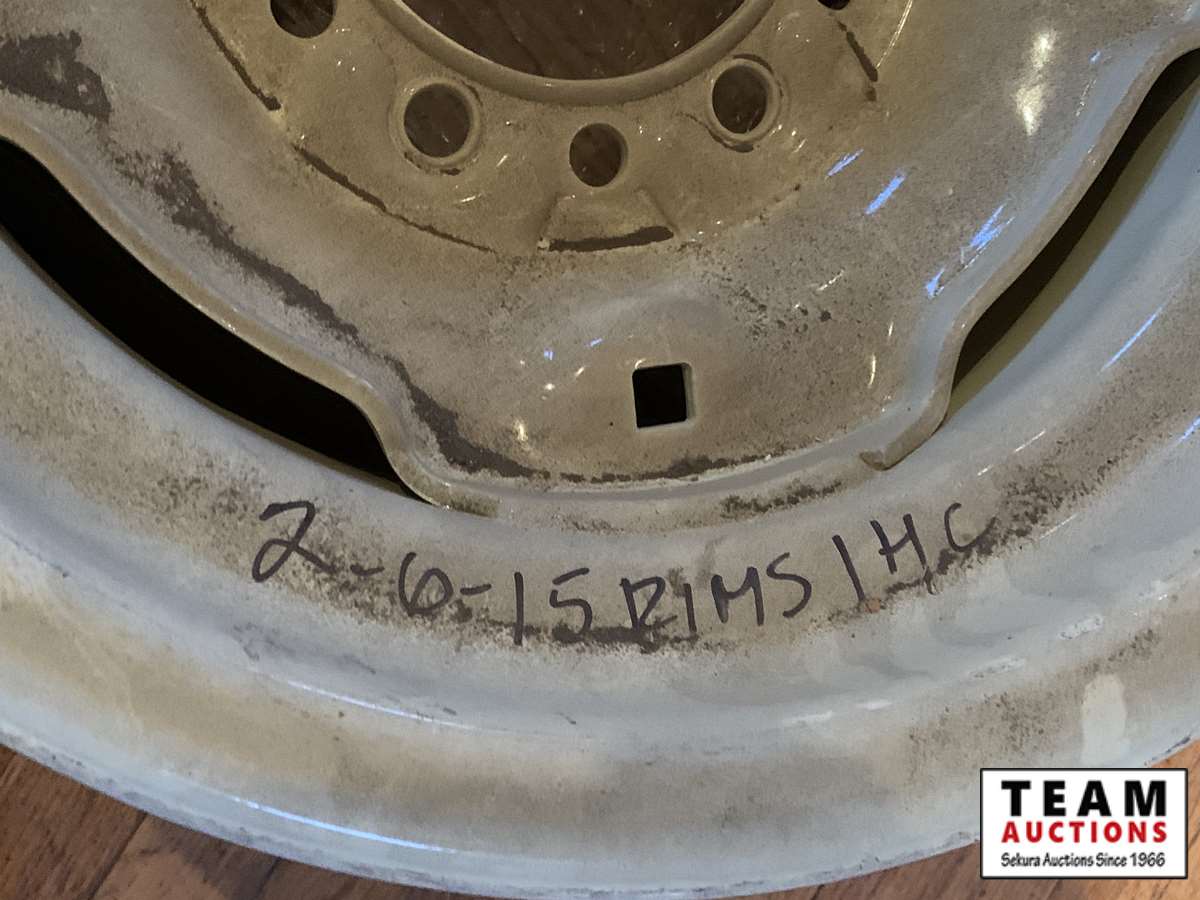 2-6-15 RIMS IHC
TEAM
AUCTIONS
Sekura Auctions Since 1966